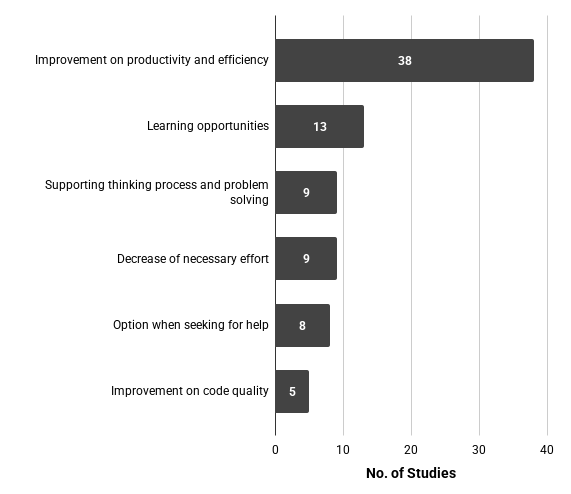 Improvement on productivity and efficiency
38
Learning opportunities
13
Supporting thinking process and problem
solving
9
Decrease of necessary effort
9
Option when seeking for help
8
Improvement on code quality
5
0 10 20 30 40
No. of Studies